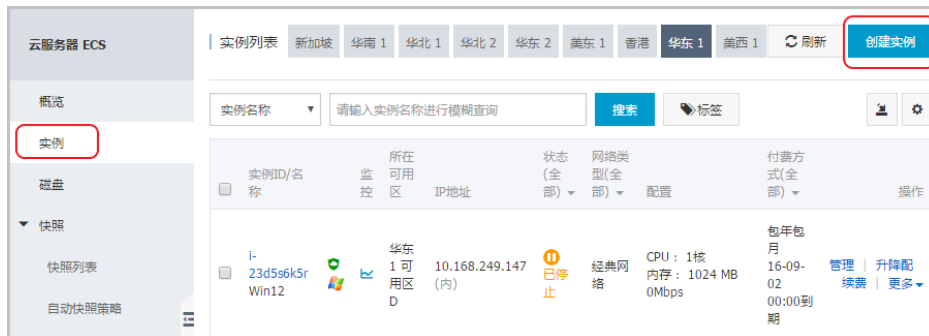 云服务器 ECS
概览
实例
磁盘
快照
快照列表
自动快照策略
实例列表 新加坡 华南 1 华北 1 华北 2 华东 2 美东 1 香港 华东 1 美西 1 刷新 创建实例
实例名称 请输入实例名称进行模糊查询 搜索 标签
实例ID/名
称
监
控
所在
可用
区
IP地址
状态
(全
部)
网络类
型(全
部)
配置
付费方
式(全
部)
操作
i-
23d5s6k5r
Win12
华东
1 可
用区
D
10.168.249.147
(内)
已停
止
经典网
络
CPU： 1核
内存： 1024 MB
0Mbps
包年包
月
16-09-
02
00:00到
期
管理 | 升降配
续费 | 更多